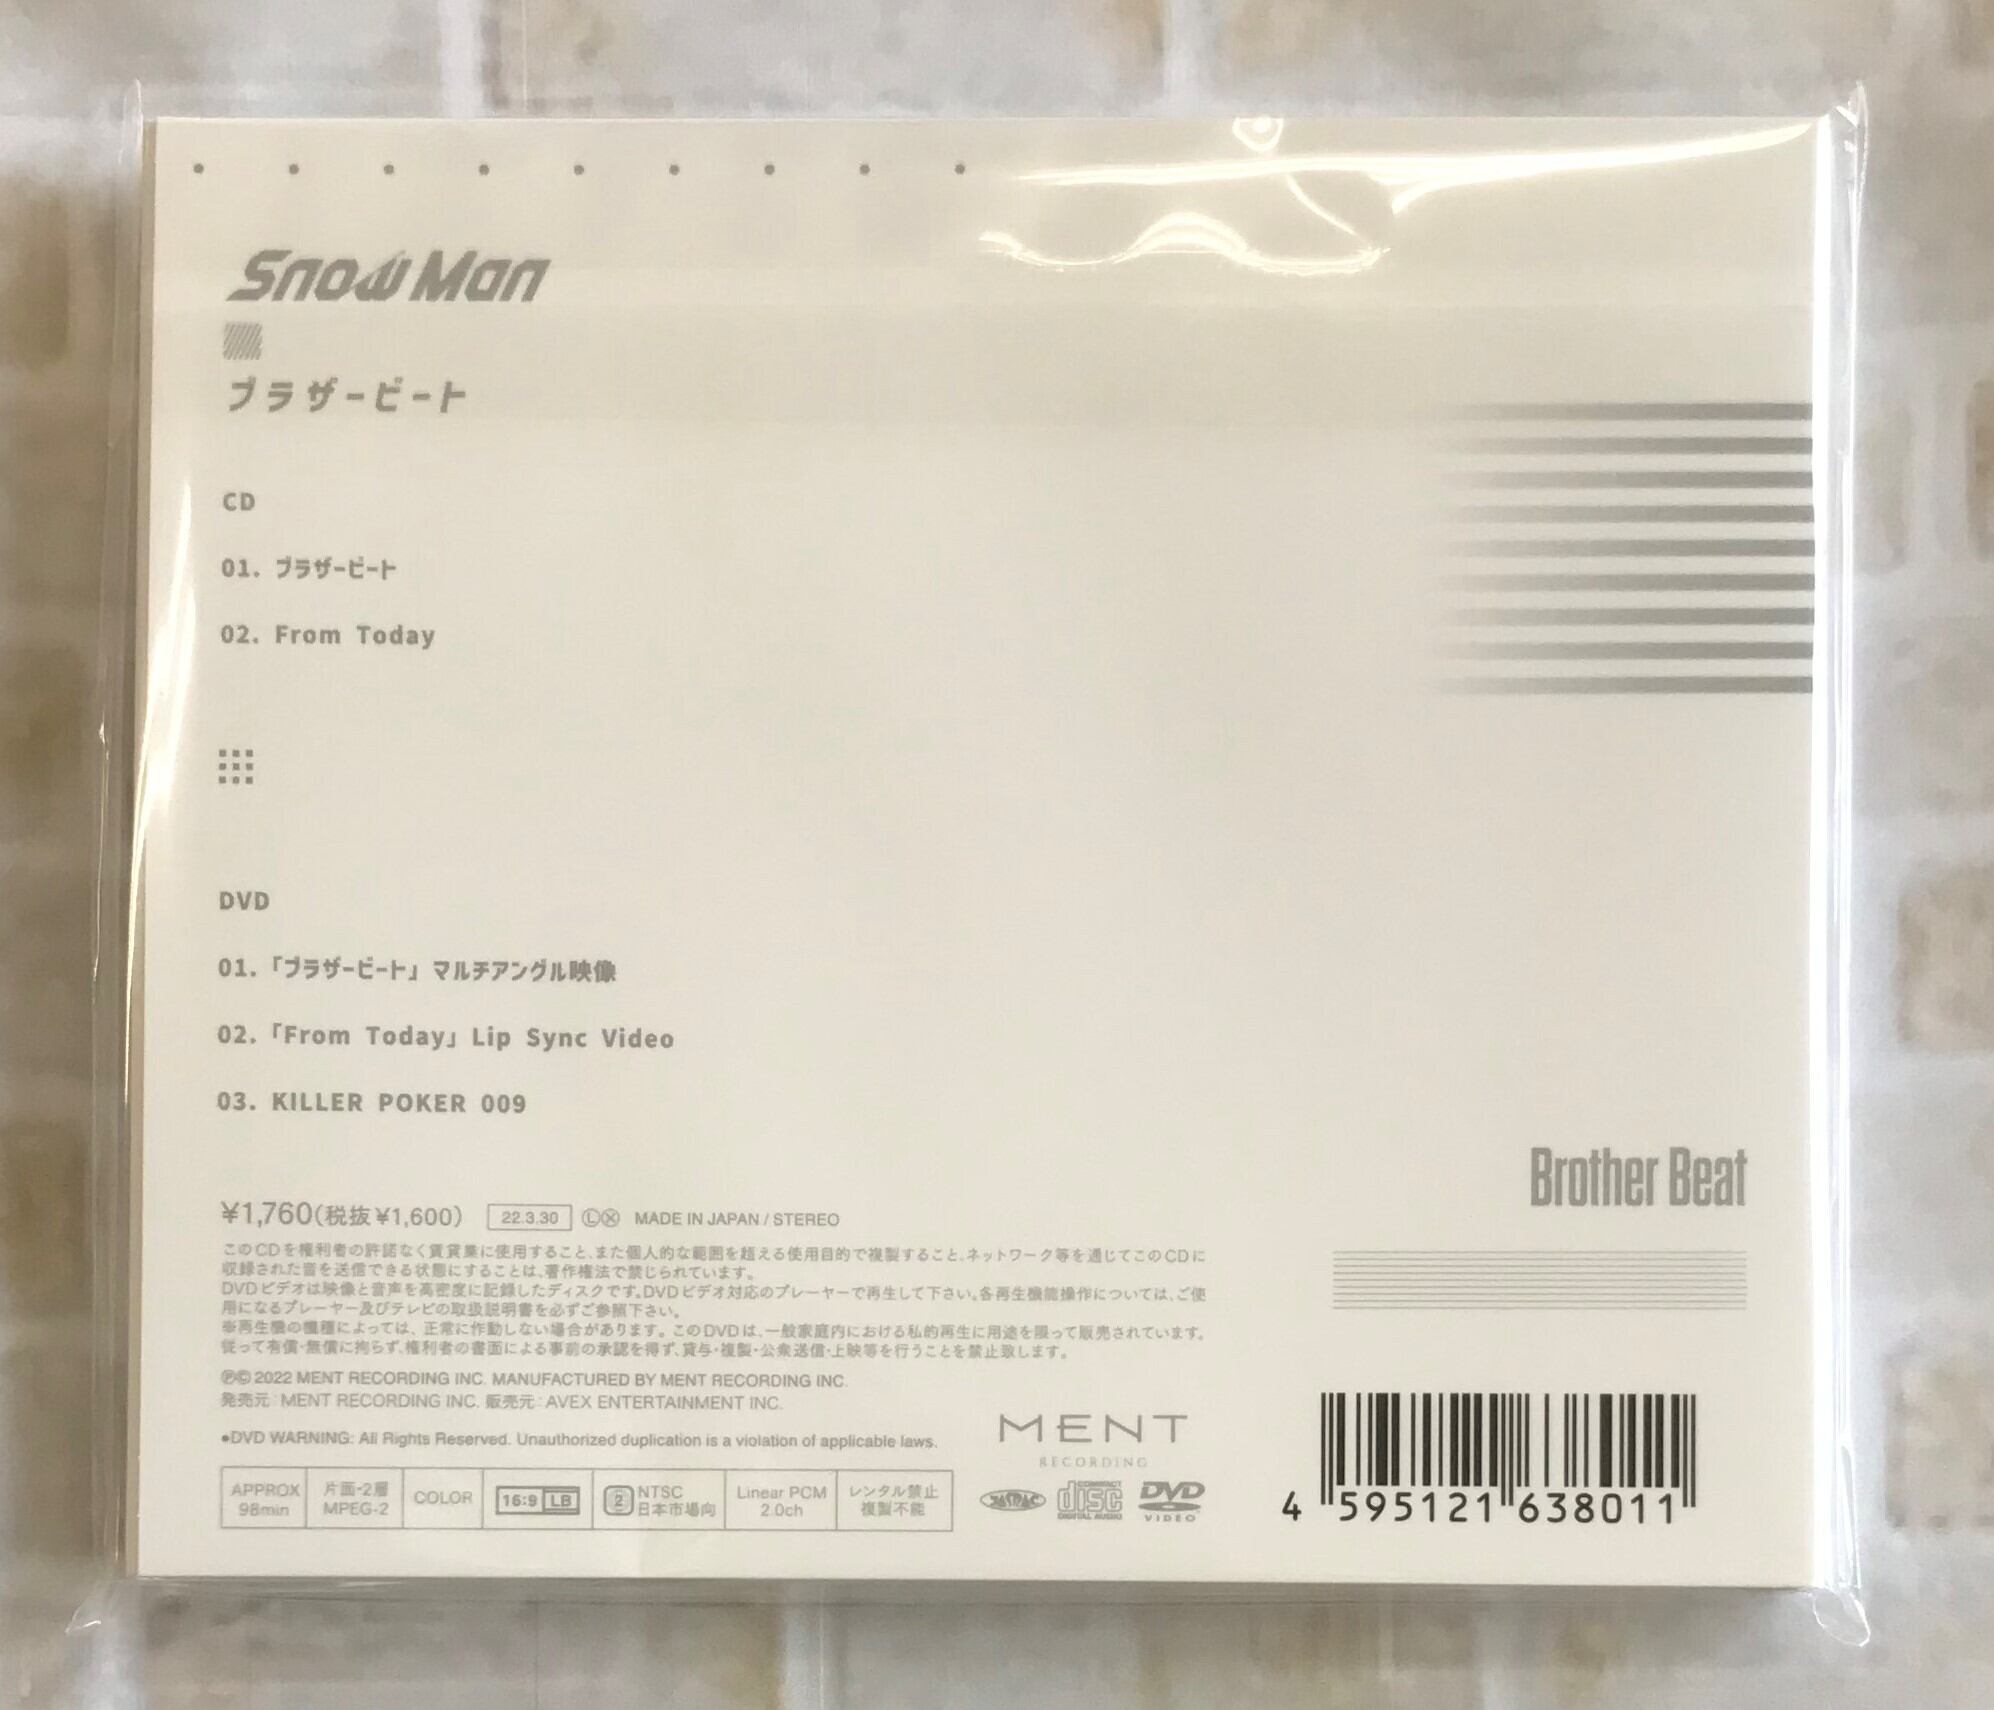 Snow Man
ブラザービート
CD
01. ブラザービート
02. From Today
DVD
01.「ブラザービート」マルチアングル映像
02.「From Today」Lip Sync Video
03. KILLER POKER 009
Brother Beat
¥1,760(税抜¥1,600) 22.3.30 ⓁⓍ MADE IN JAPAN / STEREO
このCDを権利者の許諾なく賃貸業に使用すること、また個人的な範囲を超える使用目的で複製すること、ネットワーク等を通じてこのCDに
収録された音を送信できる状態にすることは、著作権法で禁じられています。
DVDビデオは映像と音声を高密度に記録したディスクです。DVDビデオ対応のプレーヤーで再生して下さい。各再生機能操作については、ご使
用になるプレーヤー及びテレビの取扱説明書を必ずご参照下さい。
※再生機の機種によっては、正常に作動しない場合があります。このDVDは、一般家庭内における私的再生に用途を限って販売されています。
従って有償・無償に拘らず、権利者の書面による事前の承認を得ず、貸与・複製・公衆送信・上映等を行うことを禁止致します。
℗© 2022 MENT RECORDING INC. MANUFACTURED BY MENT RECORDING INC.
発売元：MENT RECORDING INC. 販売元：AVEX ENTERTAINMENT INC.
●DVD WARNING: All Rights Reserved. Unauthorized duplication is a violation of applicable laws.
APPROX
98min
片面・2層
MPEG-2
COLOR
16:9 LB
2
NTSC
日本市場向
Linear PCM
2.0ch
レンタル禁止
複製不能
MENT
RECORDING
JASRAC
COMPACT
disc
DIGITAL AUDIO
DVD
VIDEO
4 595121 638011